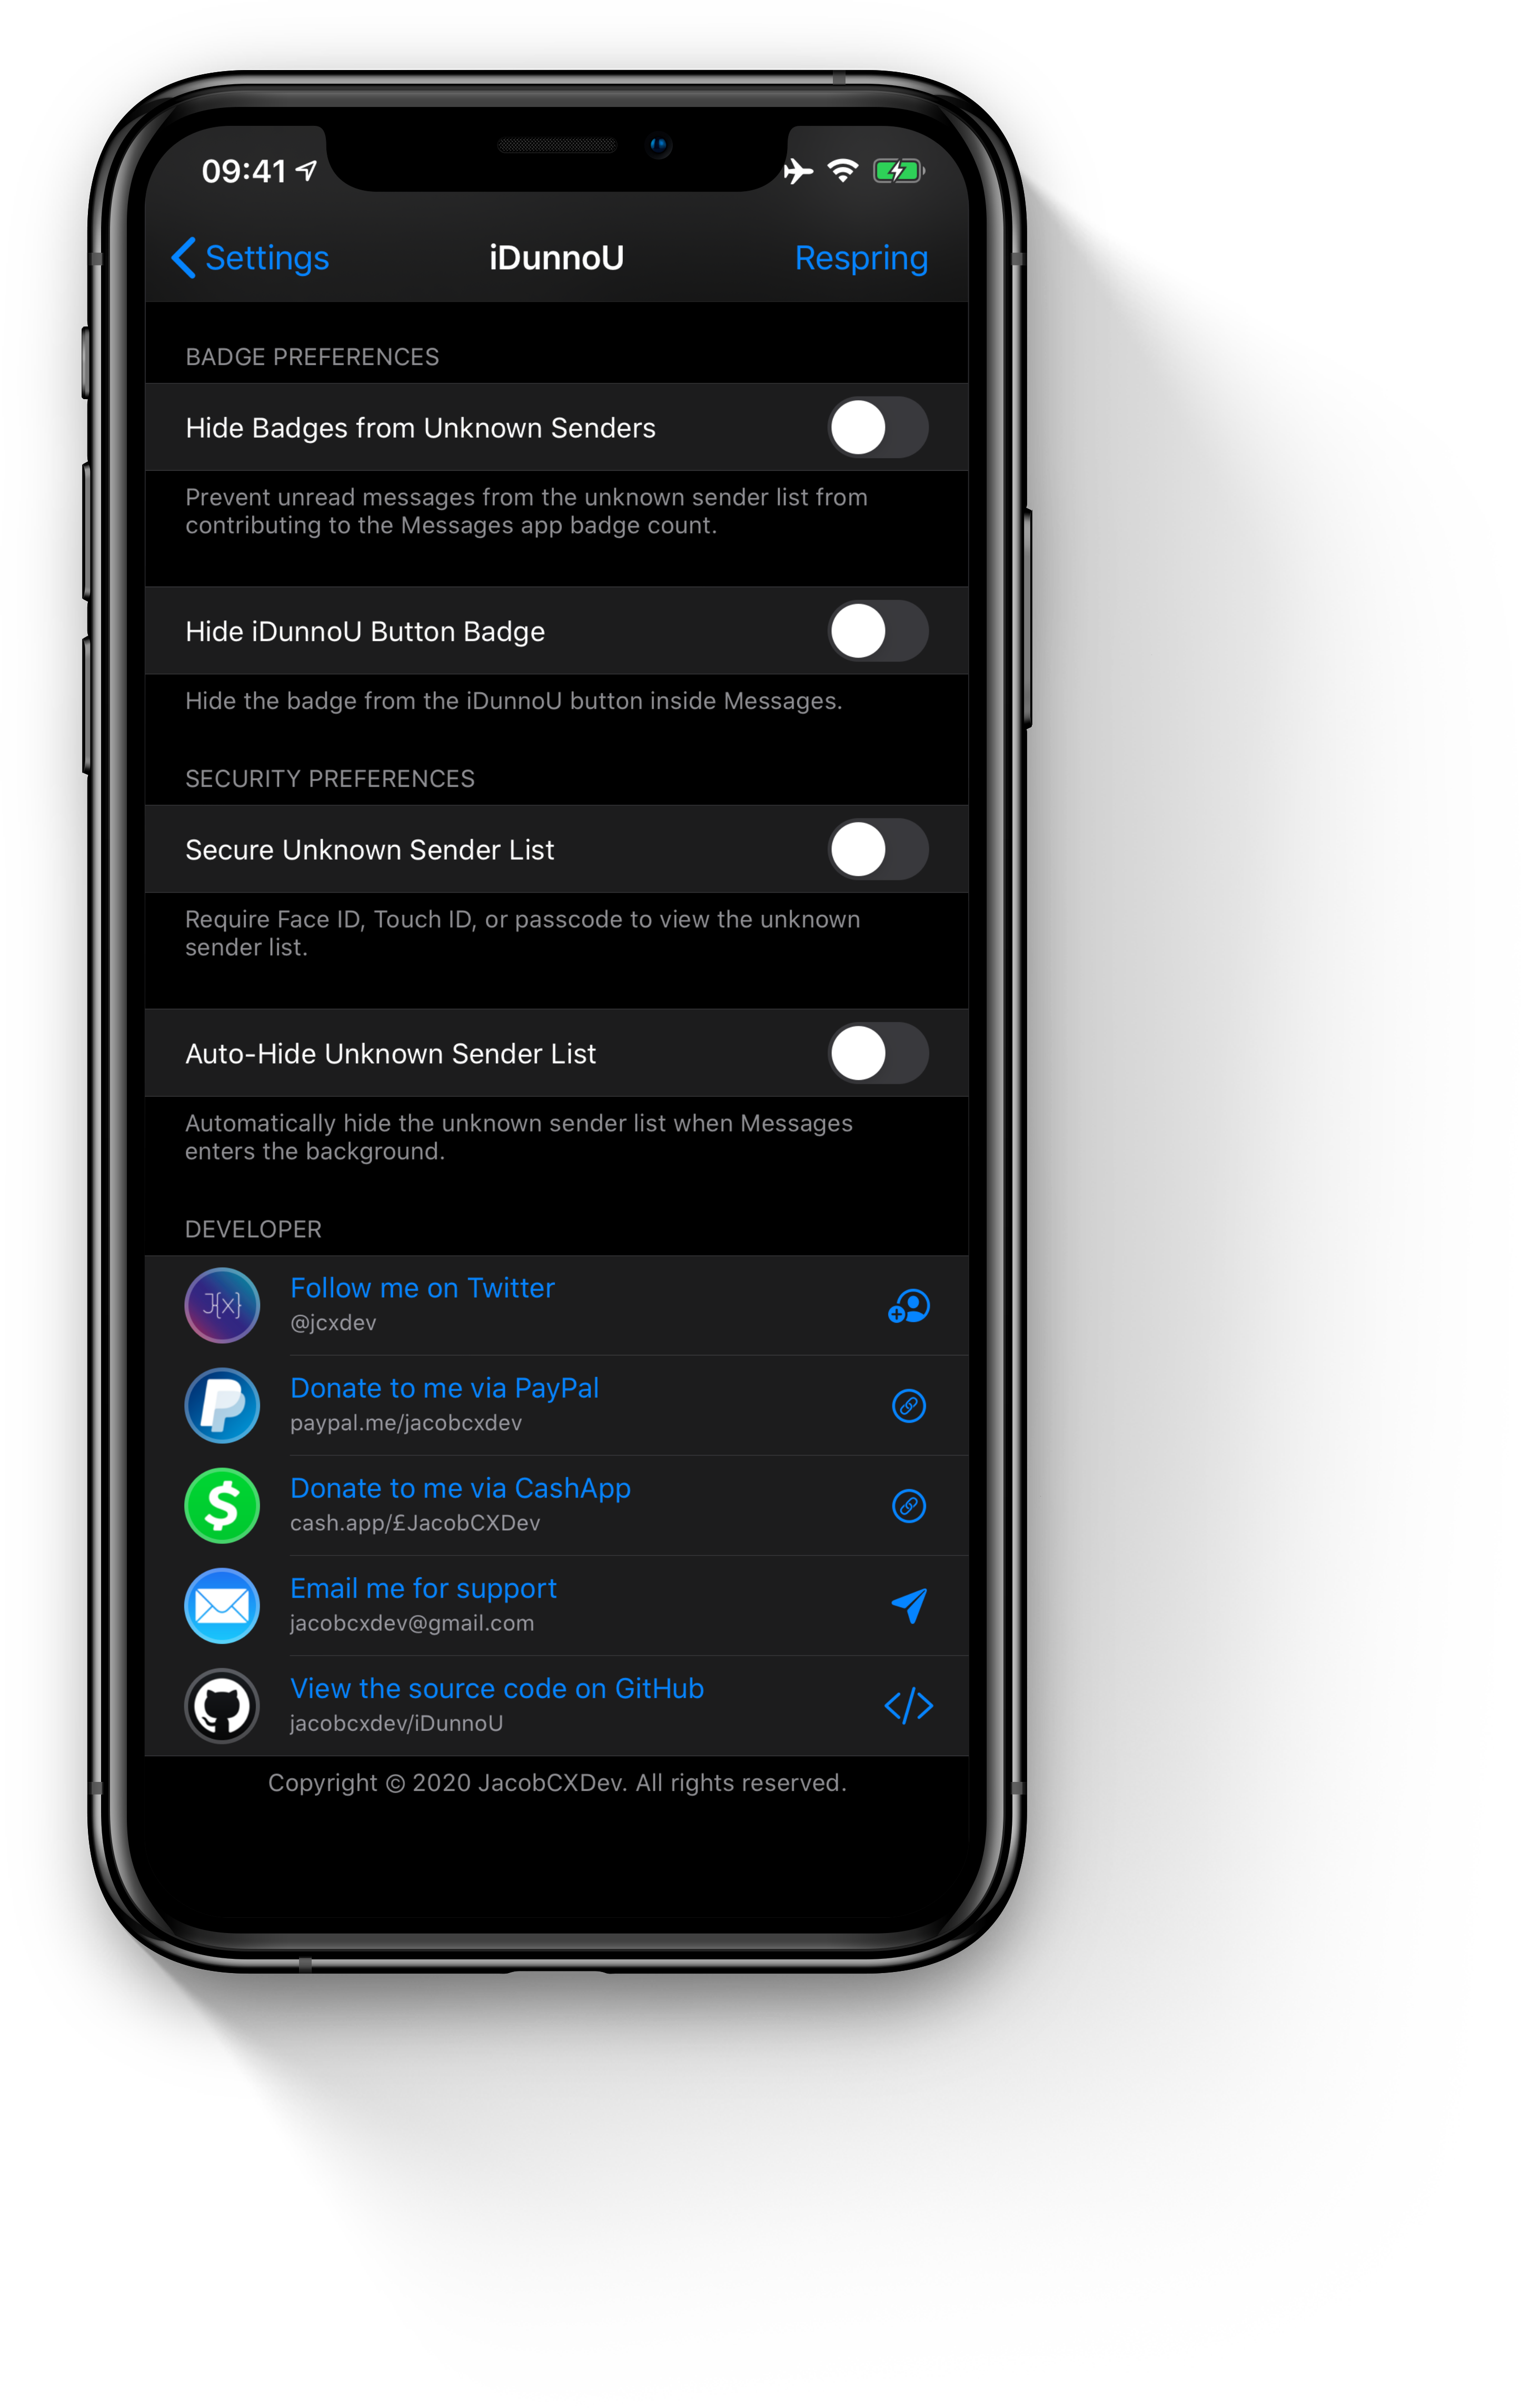 09:41
Settings
iDunnoU
Respring
BADGE PREFERENCES
Hide Badges from Unknown Senders
Prevent unread messages from the unknown sender list from
contributing to the Messages app badge count.
Hide iDunnoU Button Badge
Hide the badge from the iDunnoU button inside Messages.
SECURITY PREFERENCES
Secure Unknown Sender List
Require Face ID, Touch ID, or passcode to view the unknown
sender list.
Auto-Hide Unknown Sender List
Automatically hide the unknown sender list when Messages
enters the background.
DEVELOPER
J{x}
Follow me on Twitter
@jcxdev
Donate to me via PayPal
paypal.me/jacobcxdev
Donate to me via CashApp
cash.app/£JacobCXDev
Email me for support
jacobcxdev@gmail.com
View the source code on GitHub
jacobcxdev/iDunnoU
Copyright © 2020 JacobCXDev. All rights reserved.